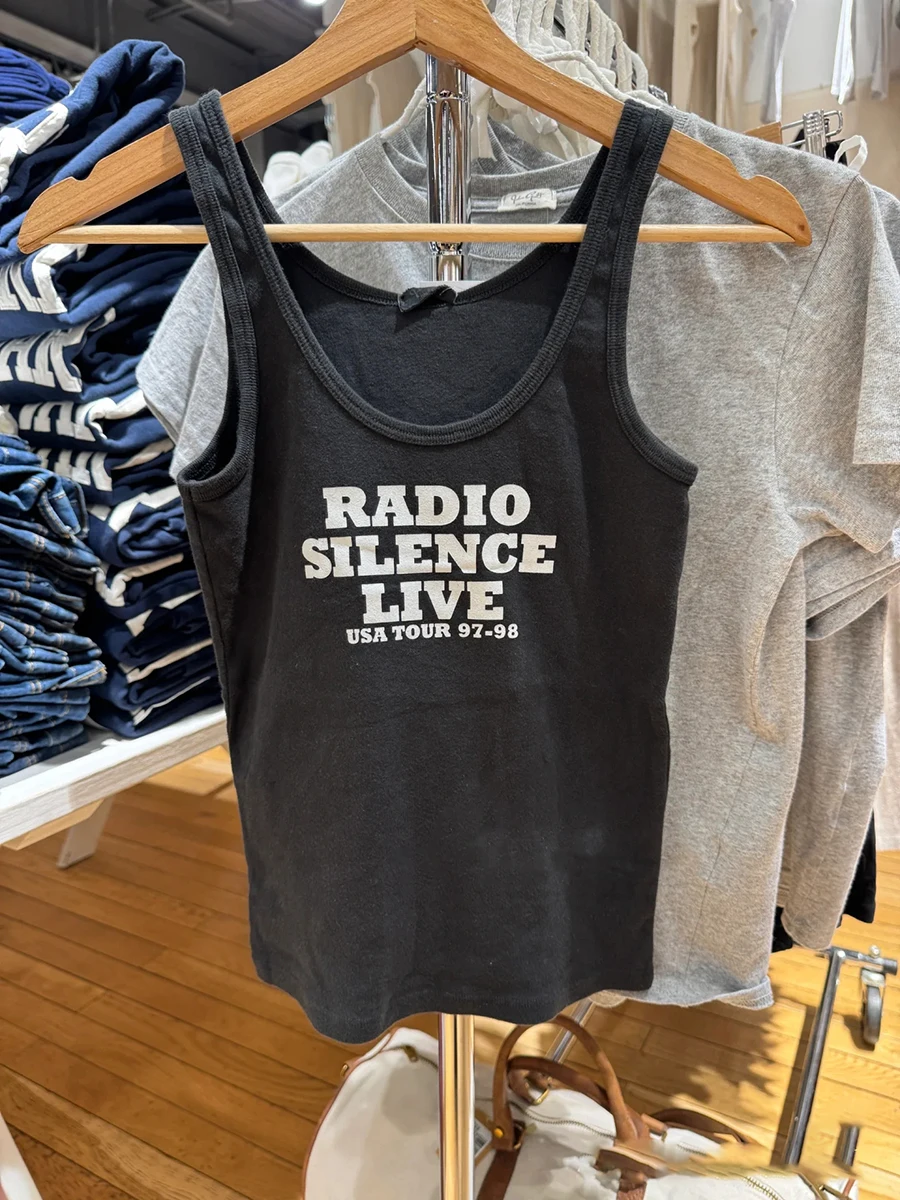 RADIO
SILENCE
LIVE
USA TOUR 97-98